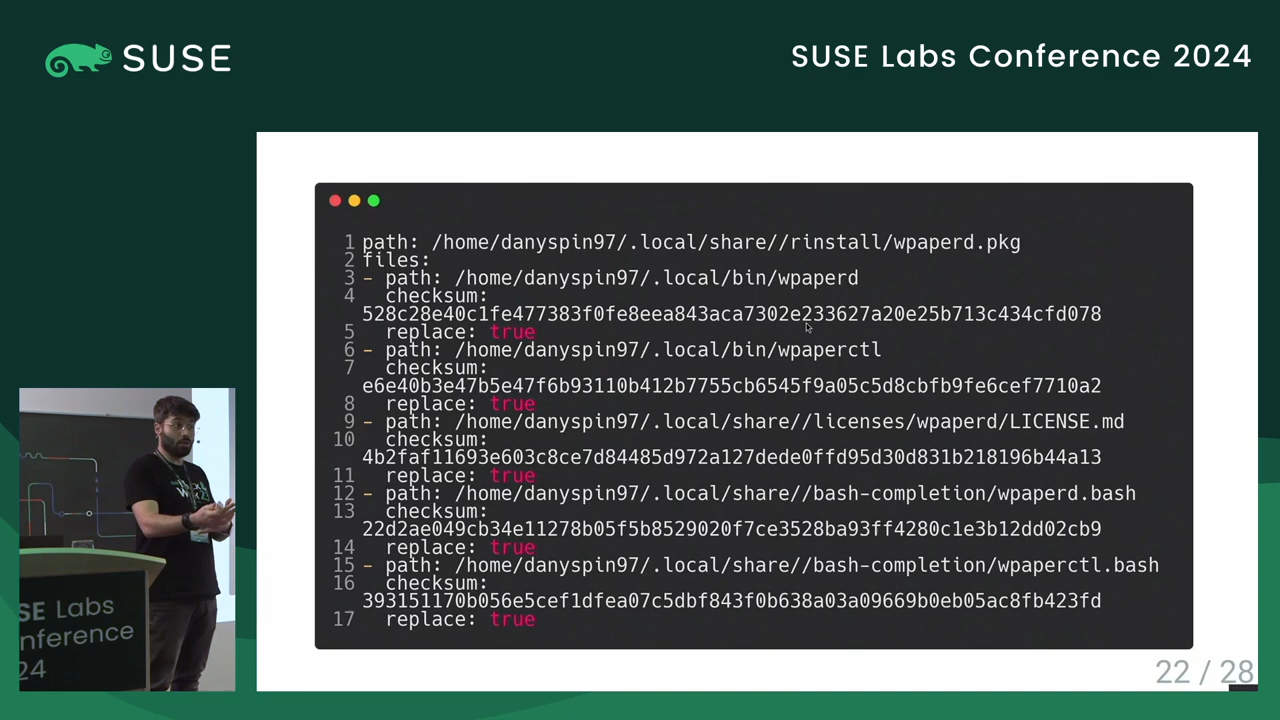 SUSE
SUSE Labs Conference 2024
1 path: /home/danyspin97/.local/share//rinstall/wpaperd.pkg
2 files:
3 - path: /home/danyspin97/.local/bin/wpaperd
4   checksum:
528c28e40c1fe477383f0fe8eea843aca7302e233627a20e25b713c434cfd078
5   replace: true
6 - path: /home/danyspin97/.local/bin/wpaperctl
7   checksum:
e6e40b3e47b5e47f6b93110b412b7755cb6545f9a05c5d8cbfb9fe6cef7710a2
8   replace: true
9 - path: /home/danyspin97/.local/share//licenses/wpaperd/LICENSE.md
10   checksum:
4b2faf11693e603c8ce7d84485d972a127dede0ffd95d30d831b218196b44a13
11   replace: true
12 - path: /home/danyspin97/.local/share//bash-completion/wpaperd.bash
13   checksum:
22d2ae049cb34e11278b05f5b8529020f7ce3528ba93ff4280c1e3b12dd02cb9
14   replace: true
15 - path: /home/danyspin97/.local/share//bash-completion/wpaperctl.bash
16   checksum:
393151170b056e5cef1dfea07c5dbf843f0b638a03a09669b0eb05ac8fb423fd
17   replace: true
22 / 28
SE Labs
nference
24